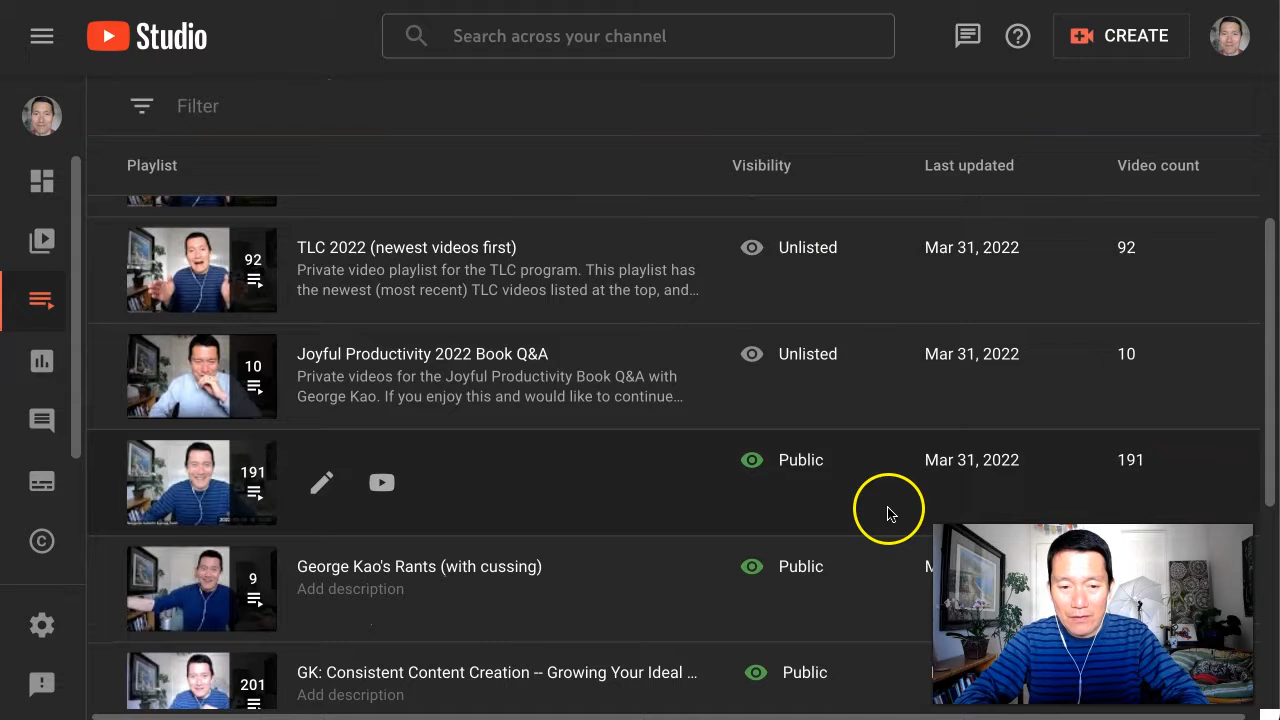 Studio
Search across your channel
CREATE
Filter
Playlist
Visibility
Last updated
Video count
92
TLC 2022 (newest videos first)
Private video playlist for the TLC program. This playlist has
the newest (most recent) TLC videos listed at the top, and...
Unlisted
Mar 31, 2022
92
10
Joyful Productivity 2022 Book Q&A
Private videos for the Joyful Productivity Book Q&A with
George Kao. If you enjoy this and would like to continue...
Unlisted
Mar 31, 2022
10
191
Public
Mar 31, 2022
191
9
George Kao's Rants (with cussing)
Add description
Public
M
201
GK: Consistent Content Creation -- Growing Your Ideal ...
Add description
Public